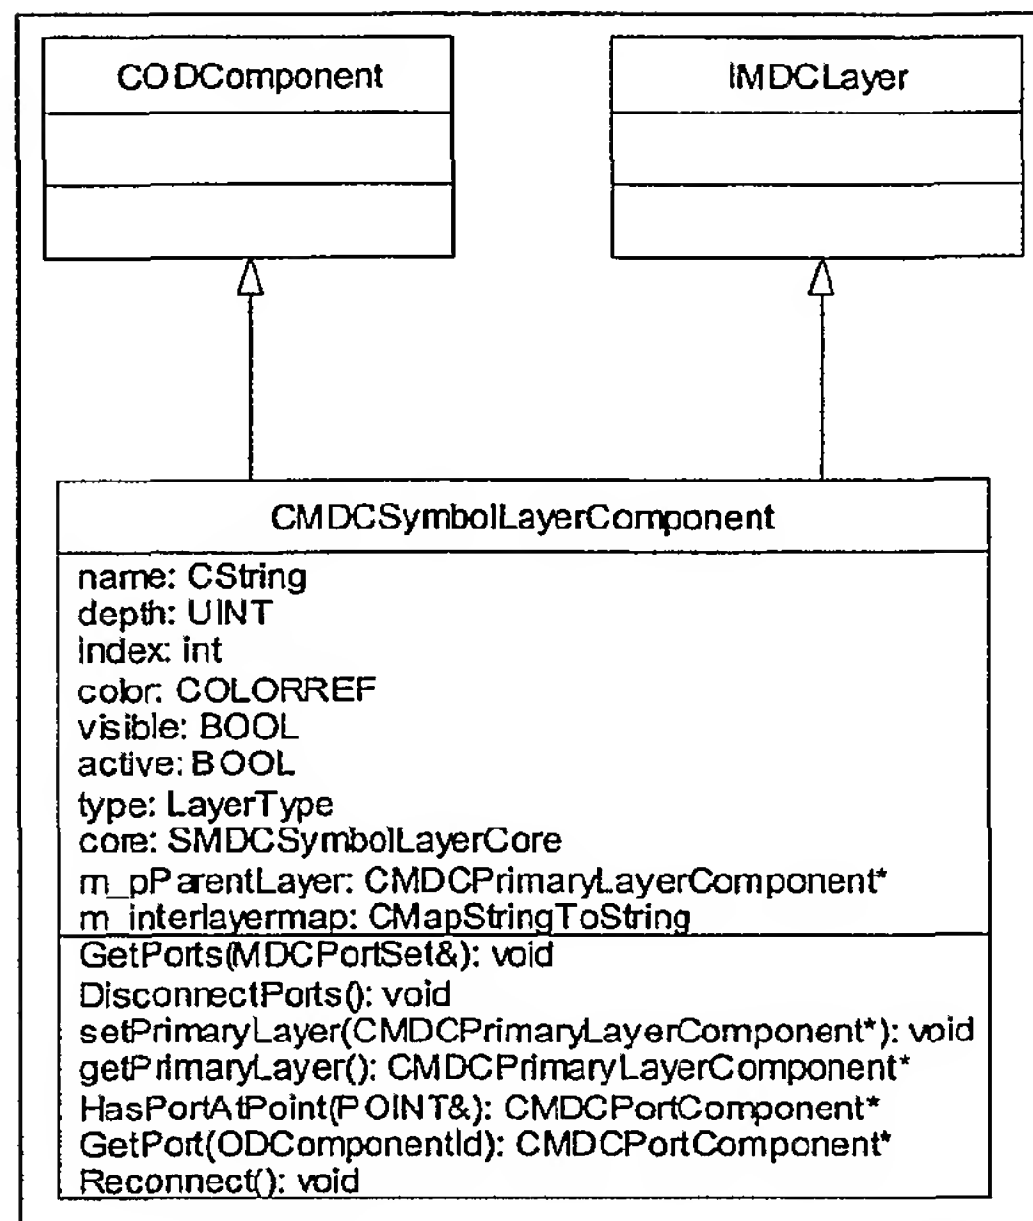 CODComponent
IMDCLayer
CMDCSymbolLayerComponent
name: CString
depth: UINT
index: int
color: COLORREF
visible: BOOL
active: BOOL
type: LayerType
core: SMDCSymbolLayerCore
m_pParentLayer: CMDCPrimaryLayerComponent*
m_interlayermap: CMapStringToString
GetPorts(MDCPortSet&): void
DisconnectPorts(): void
setPrimaryLayer(CMDCPrimaryLayerComponent*): void
getPrimaryLayer(): CMDCPrimaryLayerComponent*
HasPortAtPoint(POINT&): CMDCPortComponent*
GetPort(ODComponentId): CMDCPortComponent*
Reconnect(): void